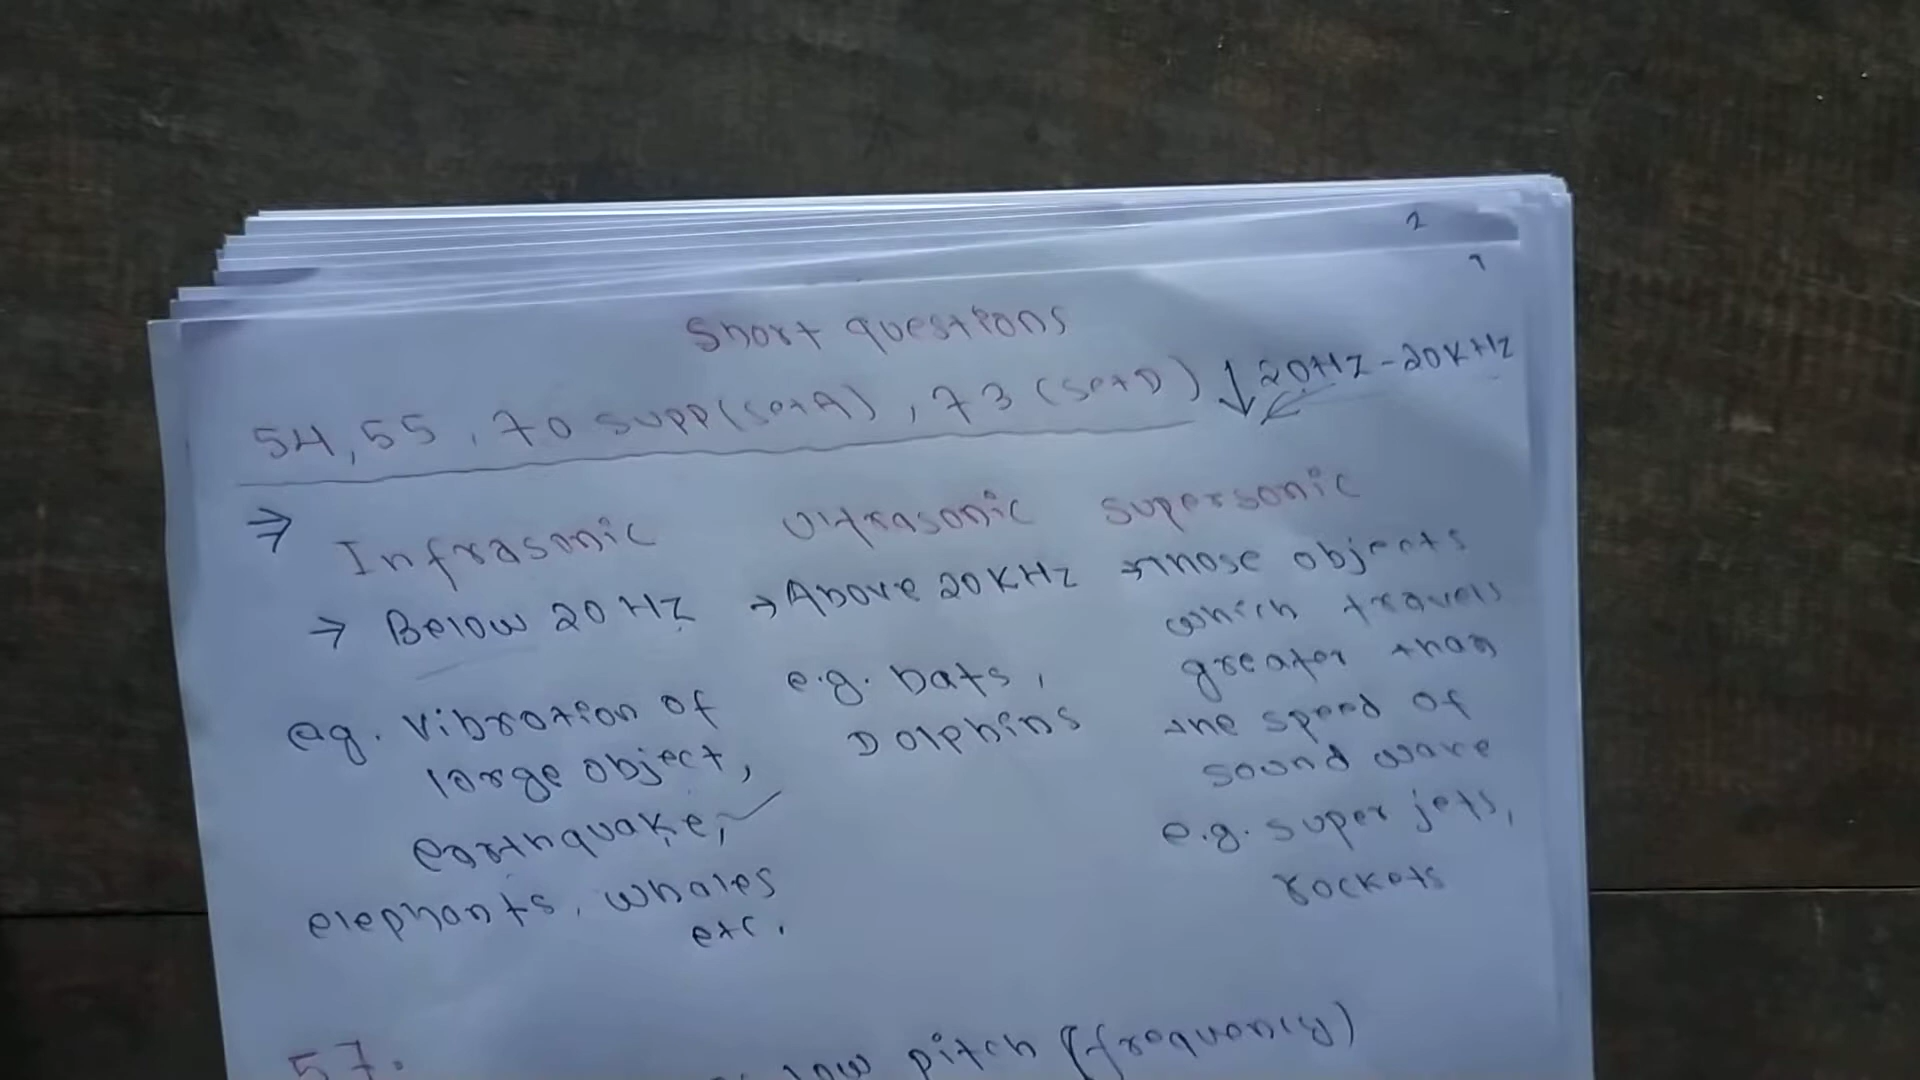 2
1
Short questions
54, 55, 70 supp (Set A), 73 (Set D) ↓ 20Hz - 20KHz
⇒ Infrasonic Ultrasonic Supersonic
→ Below 20 Hz → Above 20 KHz → Those objects
which travels
e.g. Vibration of e.g. bats, greater than
large object, Dolphins the speed of
sound wave
earthquake, e.g. super jets,
elephants, whales rockets
etc.
57. low pitch (frequency)